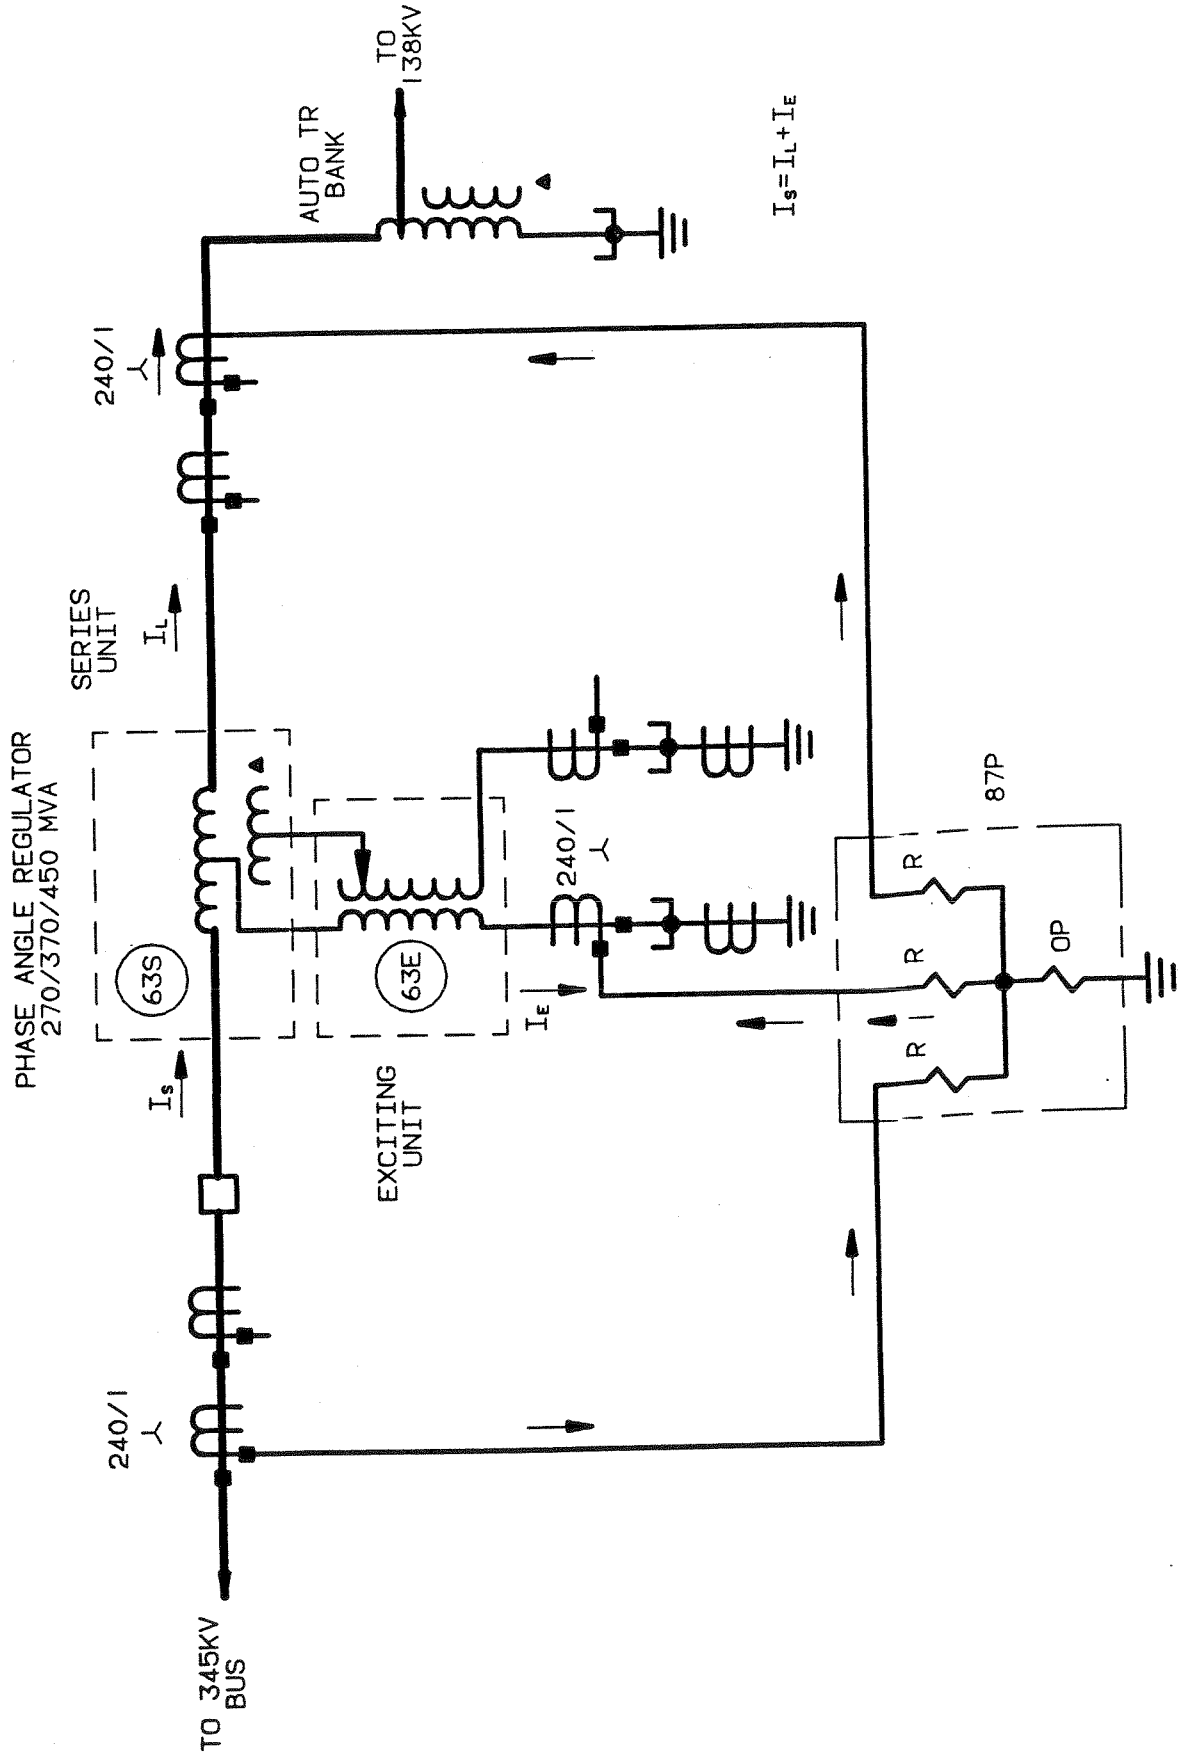 PHASE ANGLE REGULATOR
270/370/450 MVA
SERIES
UNIT
EXCITING
UNIT
63S
63E
Is
IL
IE
TO 345KV
BUS
240/1
240/1
240/1
AUTO TR
BANK
TO
138KV
Is=IL+IE
87P
R
R
R
OP